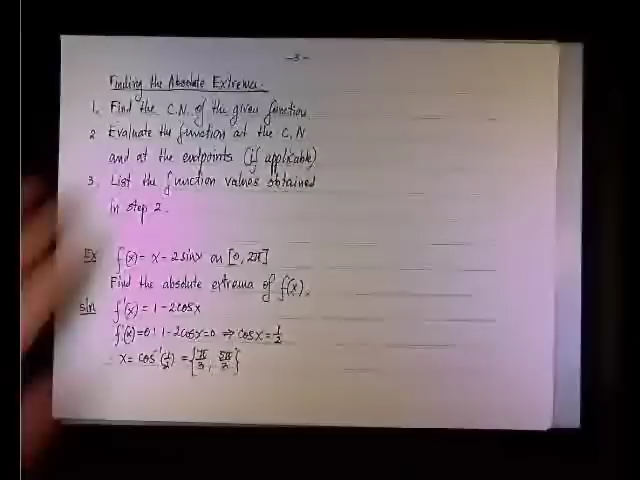 -3-
Finding the Absolute Extrema.
1. Find the C.N. of the given function.
2 Evaluate the function at the C.N
and at the endpoints (if applicable)
3. List the function values obtained
in step 2.
Ex f(x) = x - 2sinx on [0, 2π]
Find the absolute extrema of f(x).
Sln f'(x) = 1 - 2cosx
f'(x)=0: 1-2cosx=0 ⇒ cosx = 1/2
x = cos⁻¹(1/2) = {π/3, 5π/3}